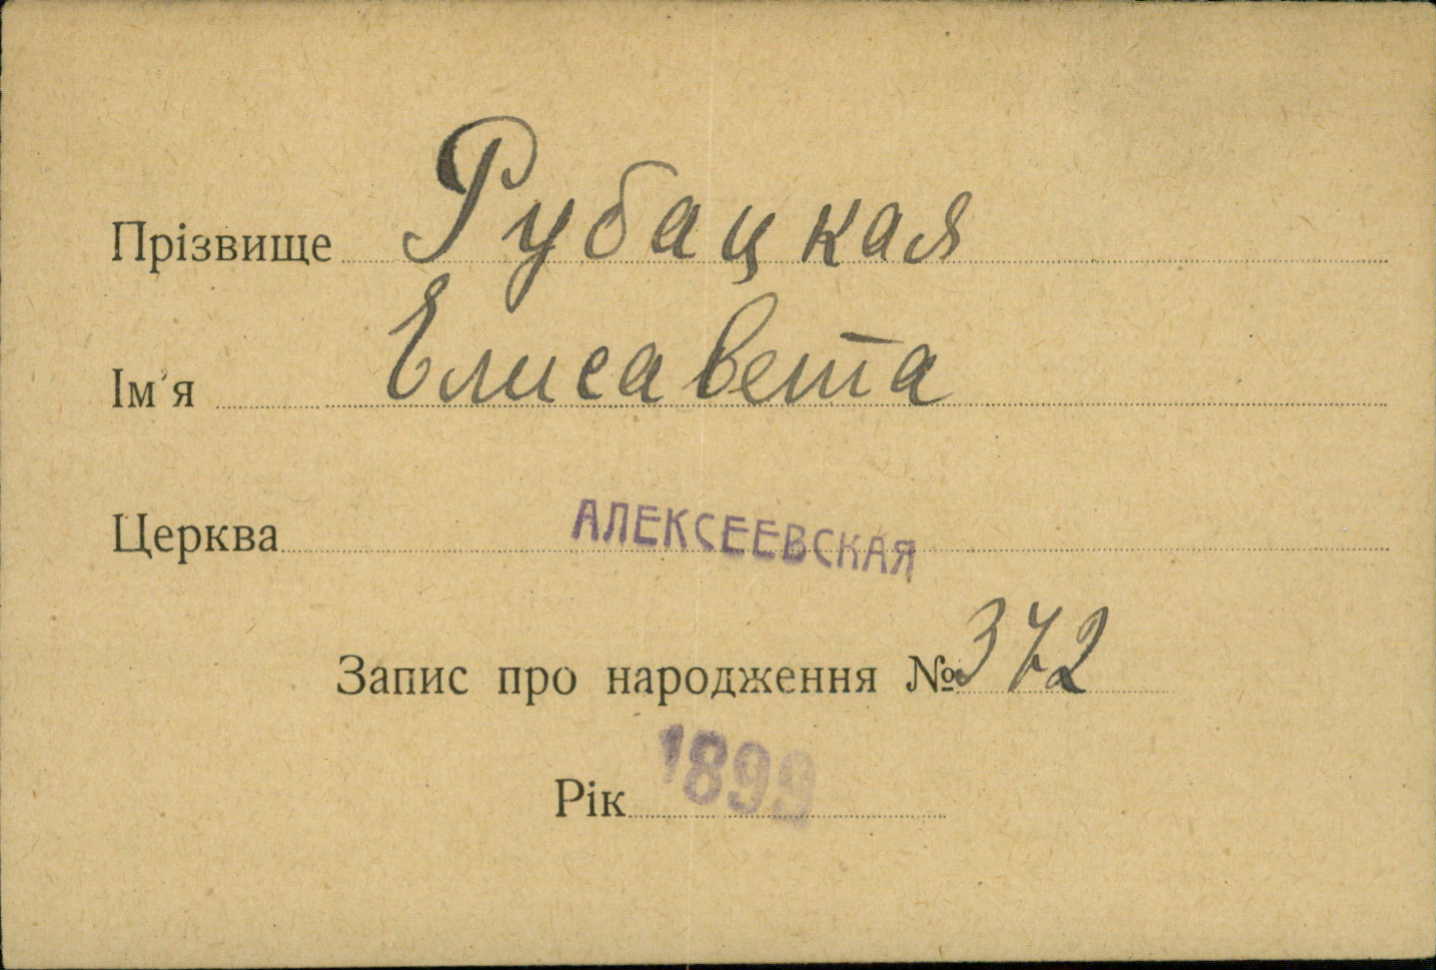 Прізвище Рубацкая
Ім'я Елисавета
Церква АЛЕКСЕЕВСКАЯ
Запис про народження № 372
Рік 1899